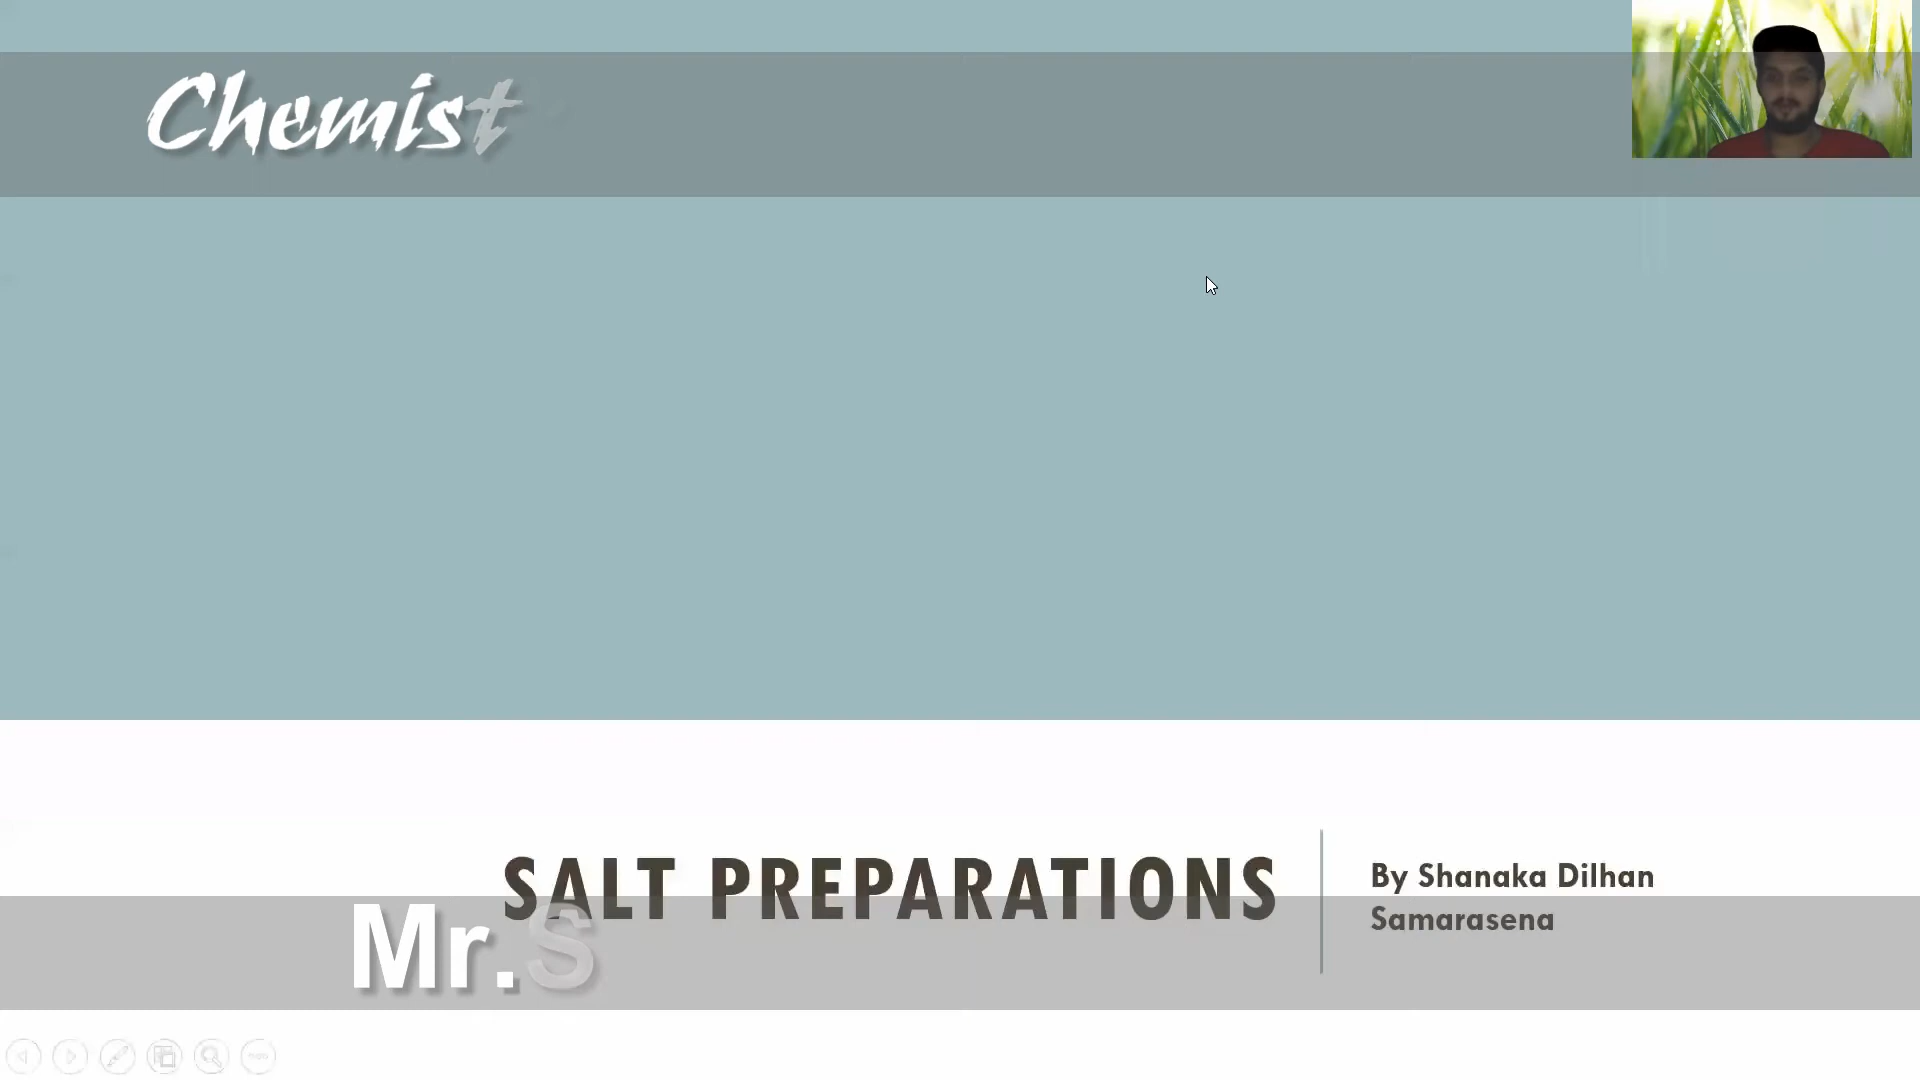 Chemist
SALT PREPARATIONS
By Shanaka Dilhan
Samarasena
Mr.S